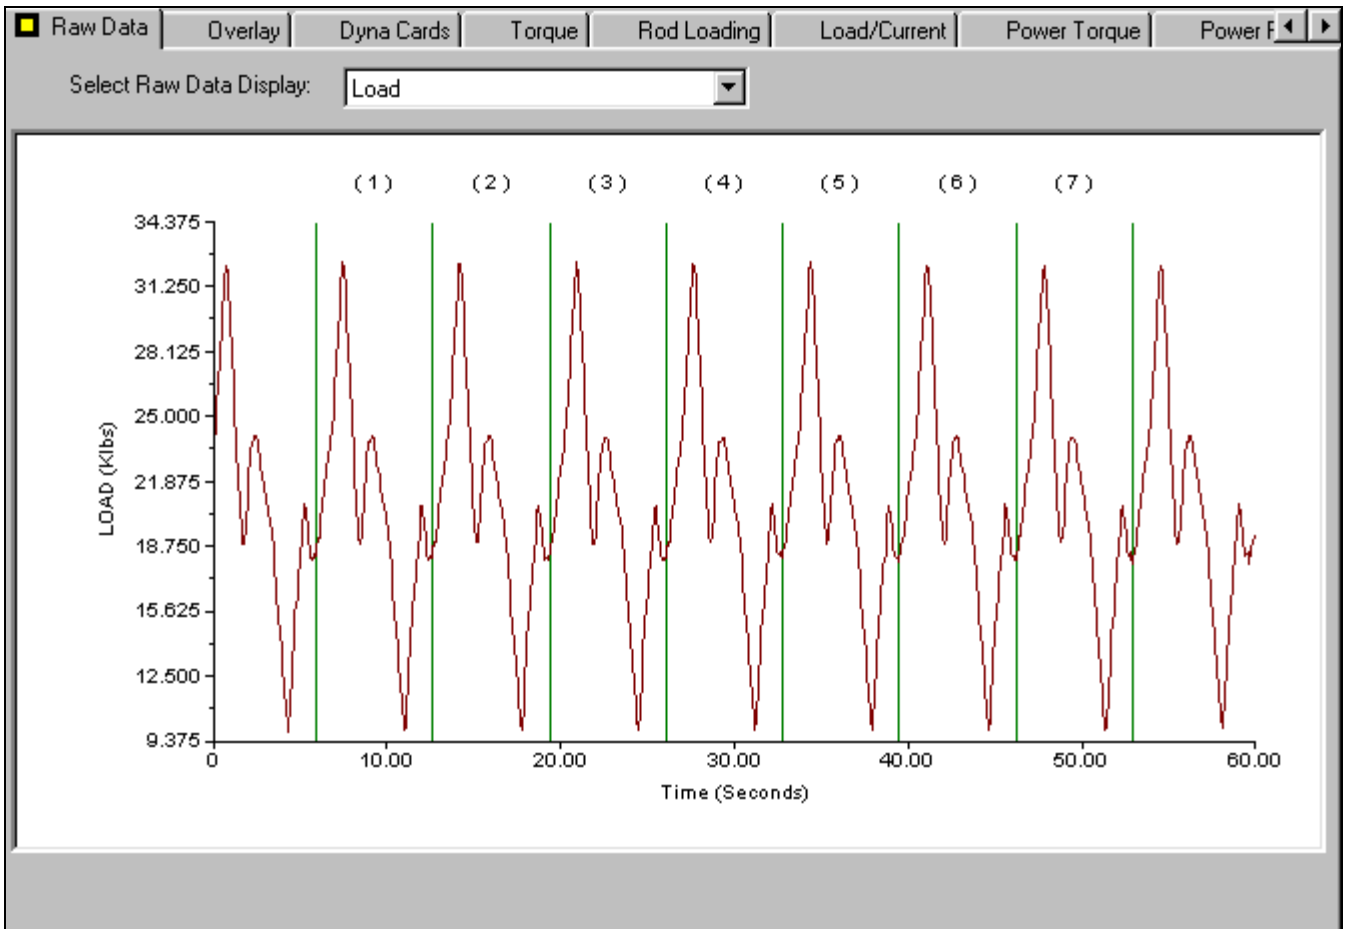 Raw Data Overlay Dyna Cards Torque Rod Loading Load/Current Power Torque Power
Select Raw Data Display: Load
(1) (2) (3) (4) (5) (6) (7)
34.375
31.250
28.125
25.000
21.875
18.750
15.625
12.500
9.375
LOAD (Klbs)
0 10.00 20.00 30.00 40.00 50.00 60.00
Time (Seconds)